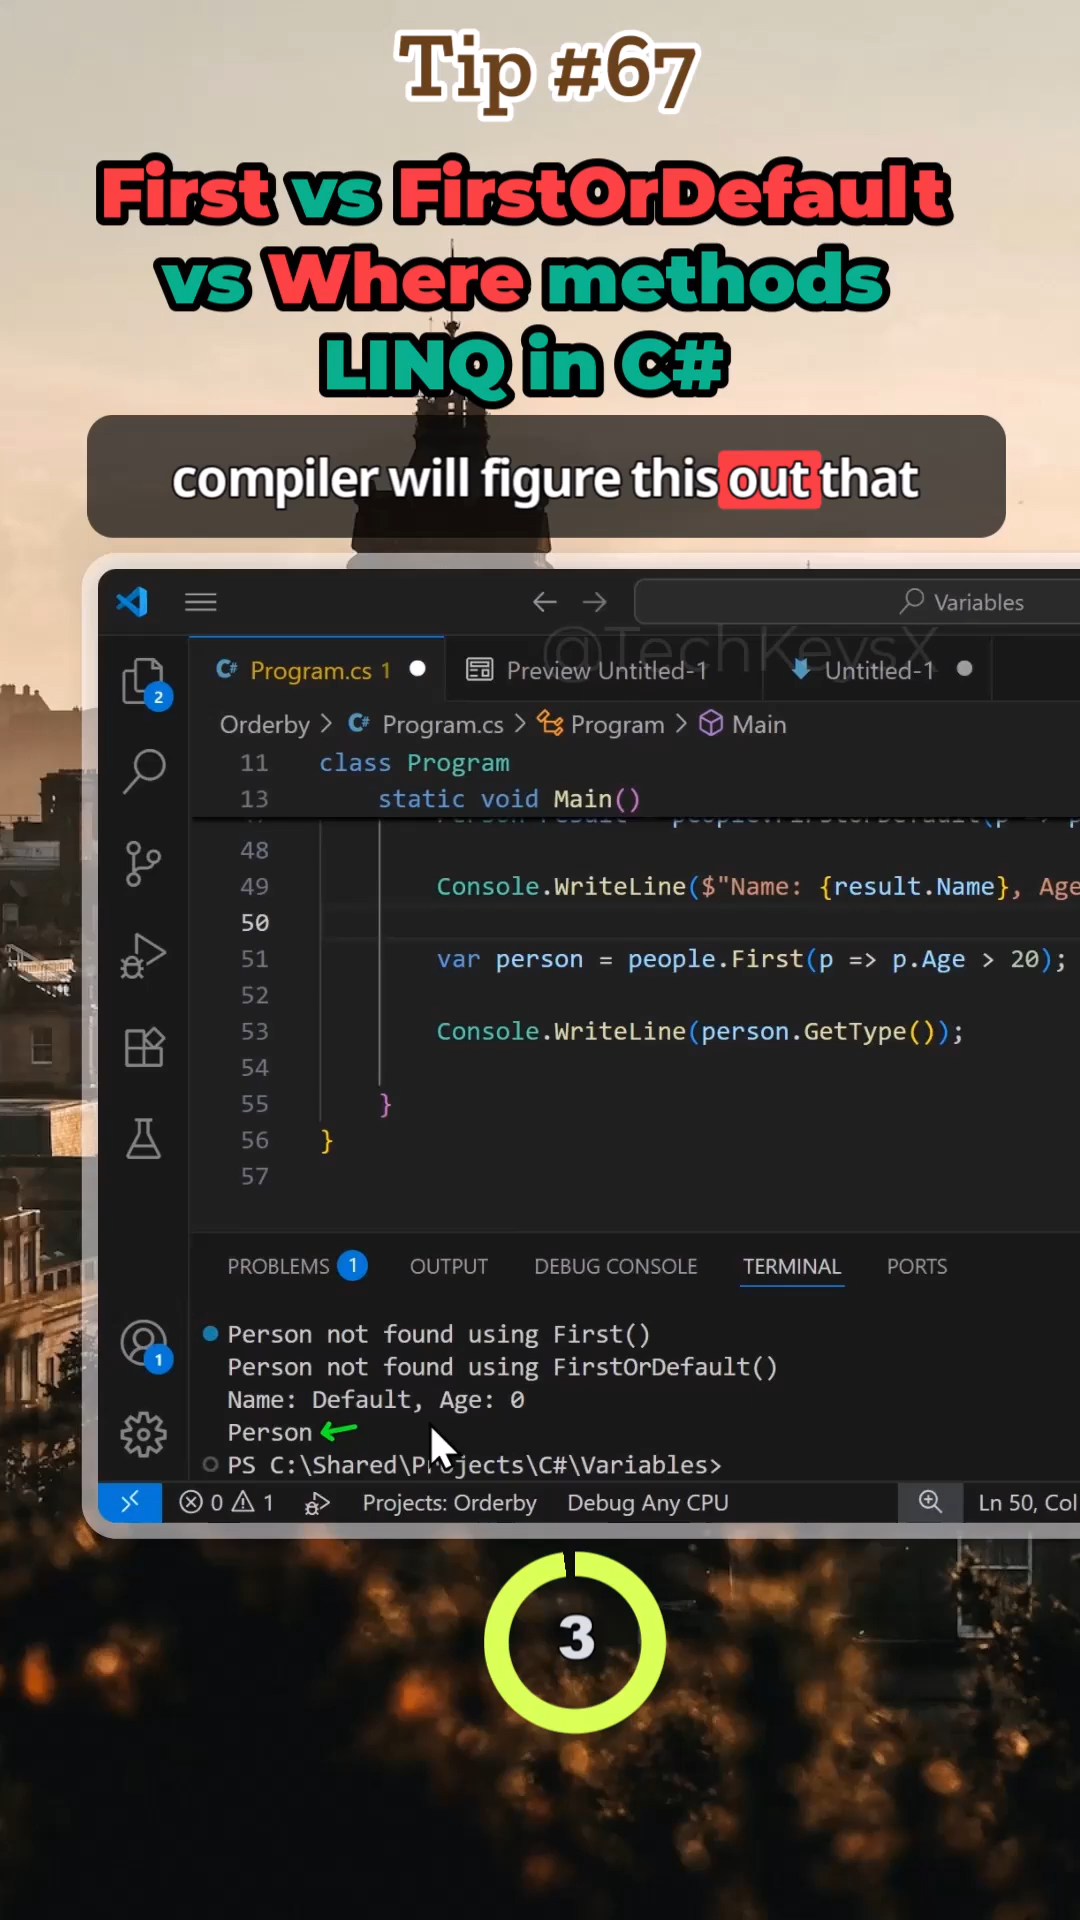 Tip #67
First vs FirstOrDefault
vs Where methods
LINQ in C#
compiler will figure this out that
Variables
@TechKeysX
2
C# Program.cs 1
Preview Untitled-1
Untitled-1
Orderby > C# Program.cs > Program > Main
11 class Program
13 static void Main()
48
49 Console.WriteLine($"Name: {result.Name}, Age
50
51 var person = people.First(p => p.Age > 20);
52
53 Console.WriteLine(person.GetType());
54
55 }
56 }
57
PROBLEMS 1 OUTPUT DEBUG CONSOLE TERMINAL PORTS
Person not found using First()
1
Person not found using FirstOrDefault()
Name: Default, Age: 0
Person
PS C:\Shared\Projects\C#\Variables>
0 1 Projects: Orderby Debug Any CPU Ln 50, Col
3